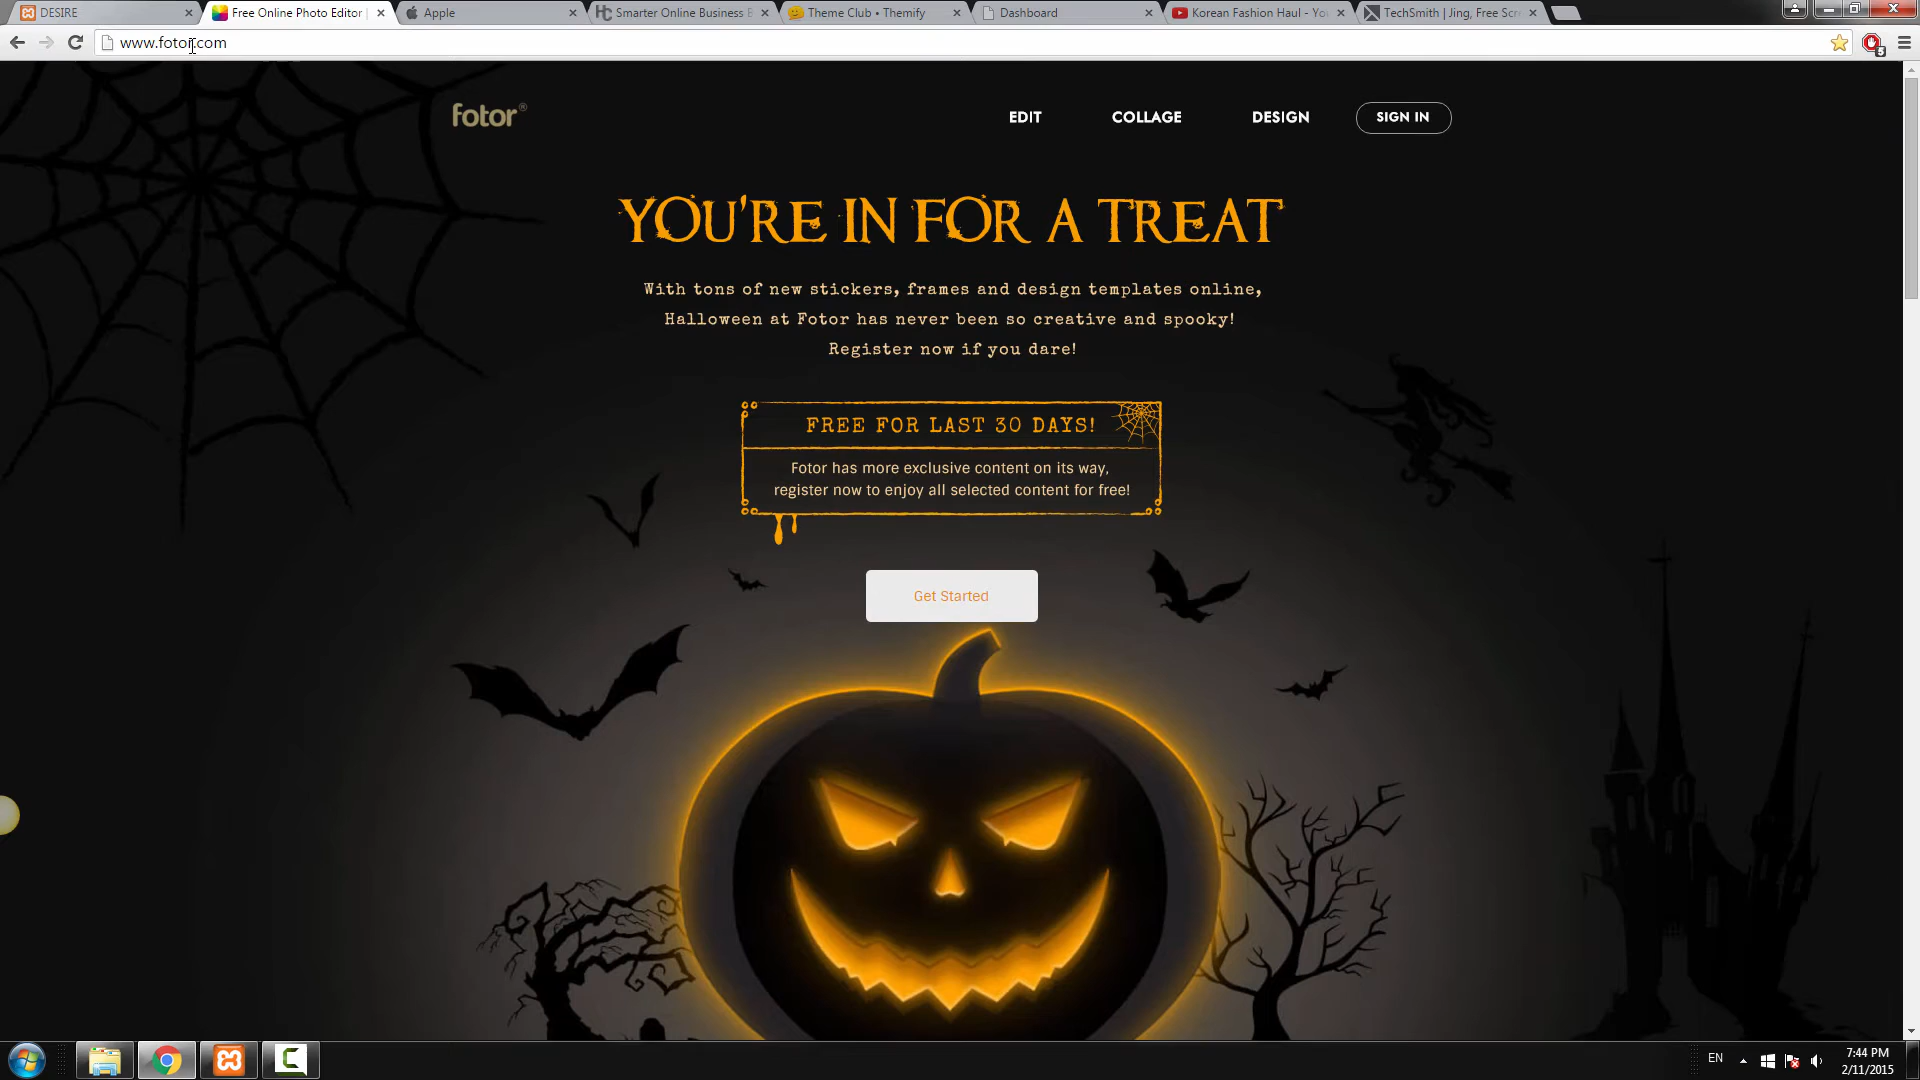 DESIRE
Free Online Photo Editor |
Apple
Smarter Online Business B
Theme Club • Themify
Dashboard
Korean Fashion Haul - You
TechSmith | Jing, Free Scr
www.fotor.com
5
fotor®
EDIT
COLLAGE
DESIGN
SIGN IN
YOU'RE IN FOR A TREAT
With tons of new stickers, frames and design templates online,
Halloween at Fotor has never been so creative and spooky!
Register now if you dare!
FREE FOR LAST 30 DAYS!
Fotor has more exclusive content on its way,
register now to enjoy all selected content for free!
Get Started
EN
7:44 PM
2/11/2015